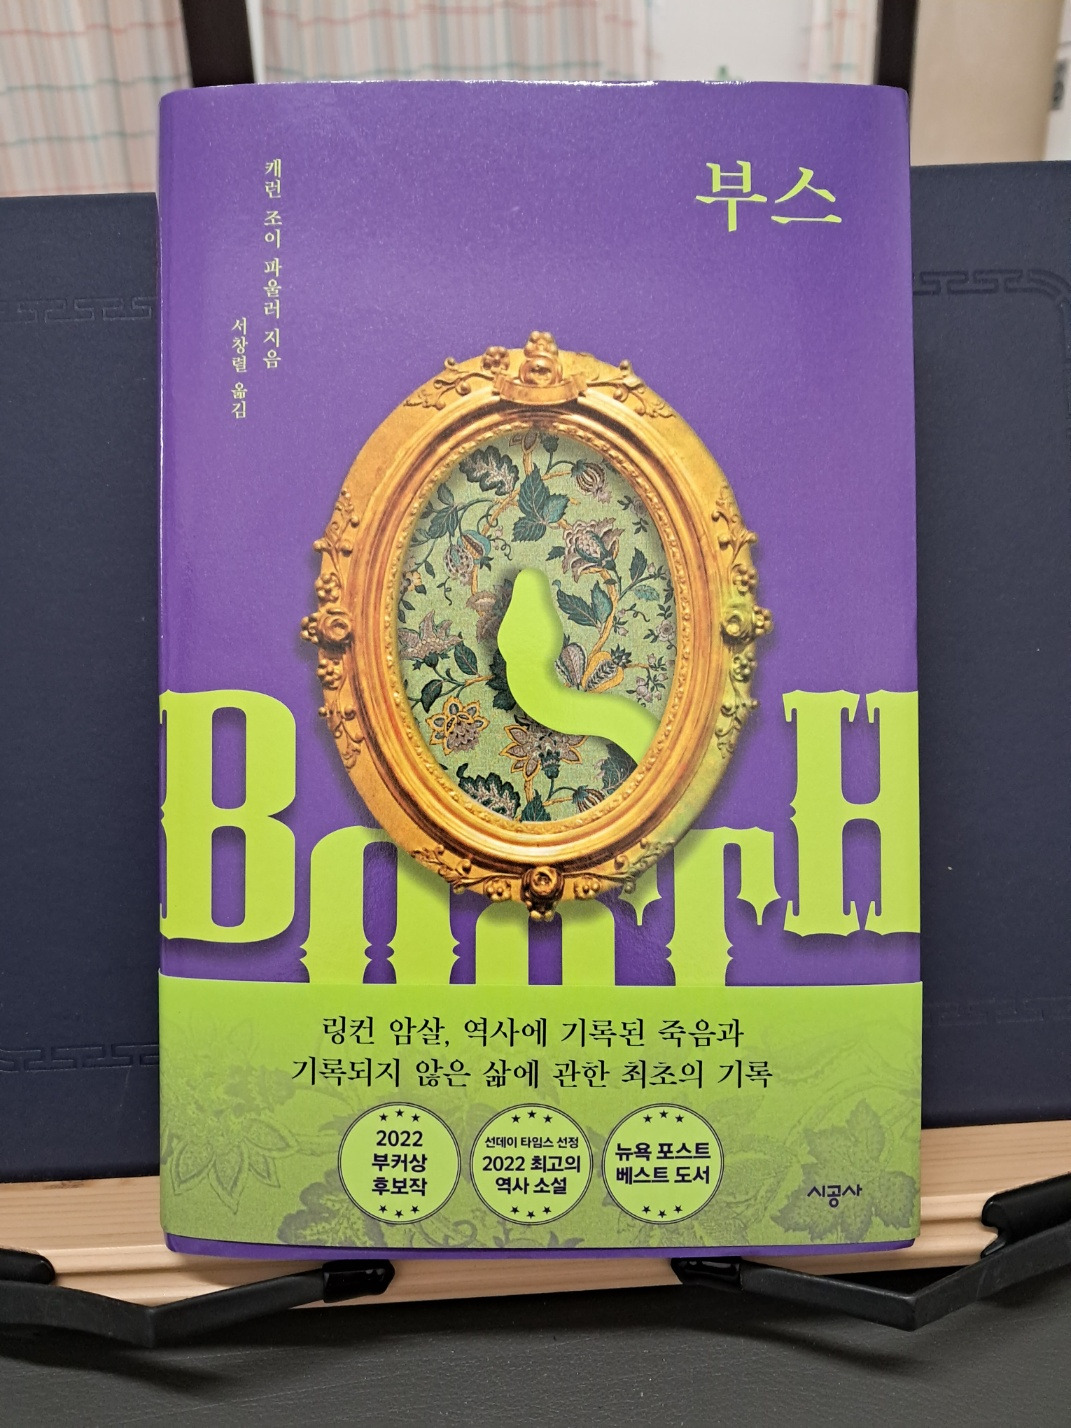 부스
캐런 조이 파울러 지음
서창렬 옮김
BOOTH
링컨 암살, 역사에 기록된 죽음과
기록되지 않은 삶에 관한 최초의 기록
2022
부커상
후보작
선데이 타임스 선정
2022 최고의
역사 소설
뉴욕 포스트
베스트 도서
시공사